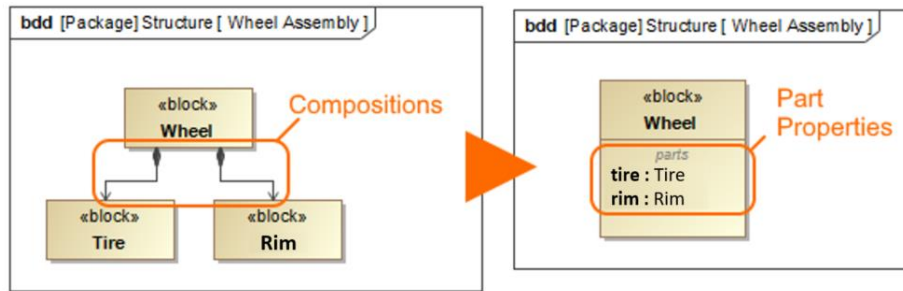 bdd [Package] Structure [ Wheel Assembly ]
«block»
Wheel
Compositions
«block»
Tire
«block»
Rim
bdd [Package] Structure [ Wheel Assembly ]
«block»
Wheel
Part
Properties
parts
tire : Tire
rim : Rim